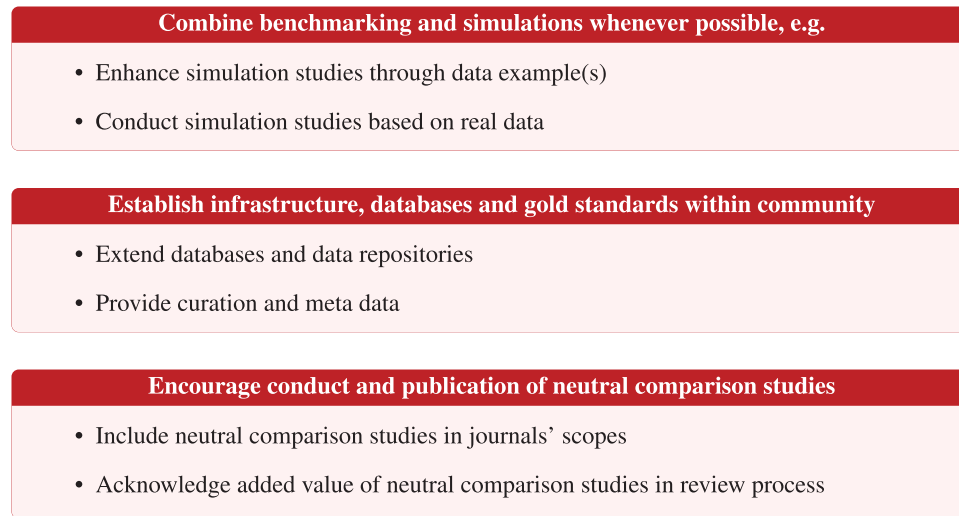 Combine benchmarking and simulations whenever possible, e.g.
• Enhance simulation studies through data example(s)
• Conduct simulation studies based on real data
Establish infrastructure, databases and gold standards within community
• Extend databases and data repositories
• Provide curation and meta data
Encourage conduct and publication of neutral comparison studies
• Include neutral comparison studies in journals’ scopes
• Acknowledge added value of neutral comparison studies in review process